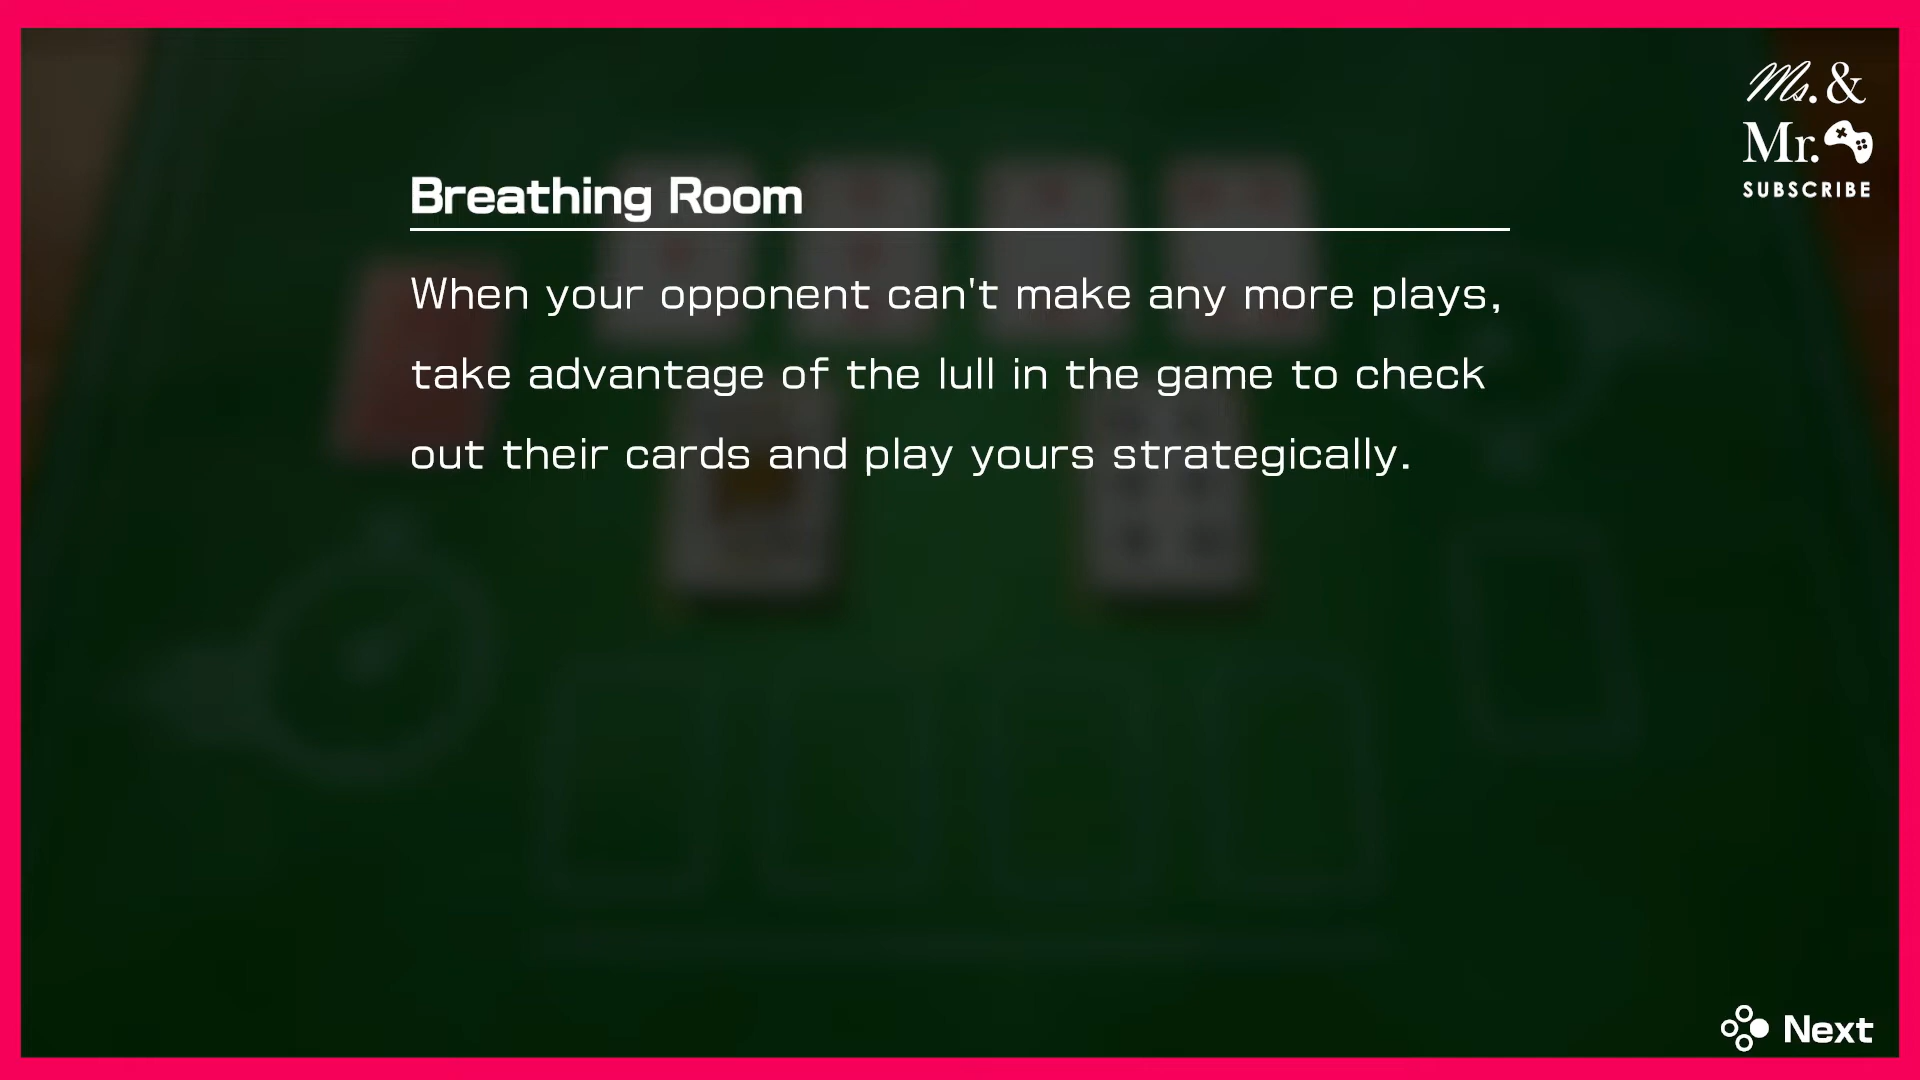 Ms. &
Mr.
SUBSCRIBE
Breathing Room
When your opponent can't make any more plays,
take advantage of the lull in the game to check
out their cards and play yours strategically.
Next